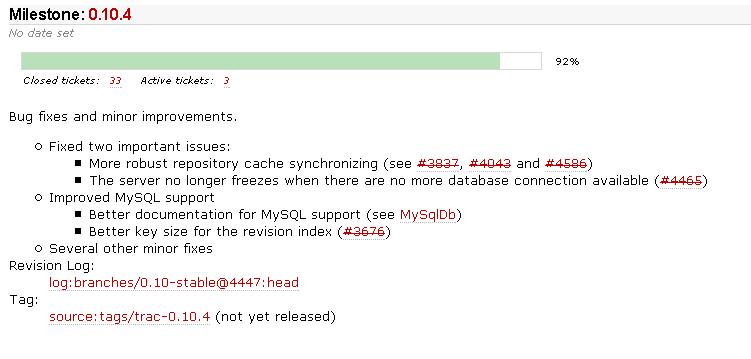 Milestone: 0.10.4
No date set
92%
Closed tickets: 33 Active tickets: 3
Bug fixes and minor improvements.
Fixed two important issues:
More robust repository cache synchronizing (see #3837, #4043 and #4586)
The server no longer freezes when there are no more database connection available (#4465)
Improved MySQL support
Better documentation for MySQL support (see MySqlDb)
Better key size for the revision index (#3676)
Several other minor fixes
Revision Log:
log:branches/0.10-stable@4447:head
Tag:
source:tags/trac-0.10.4 (not yet released)